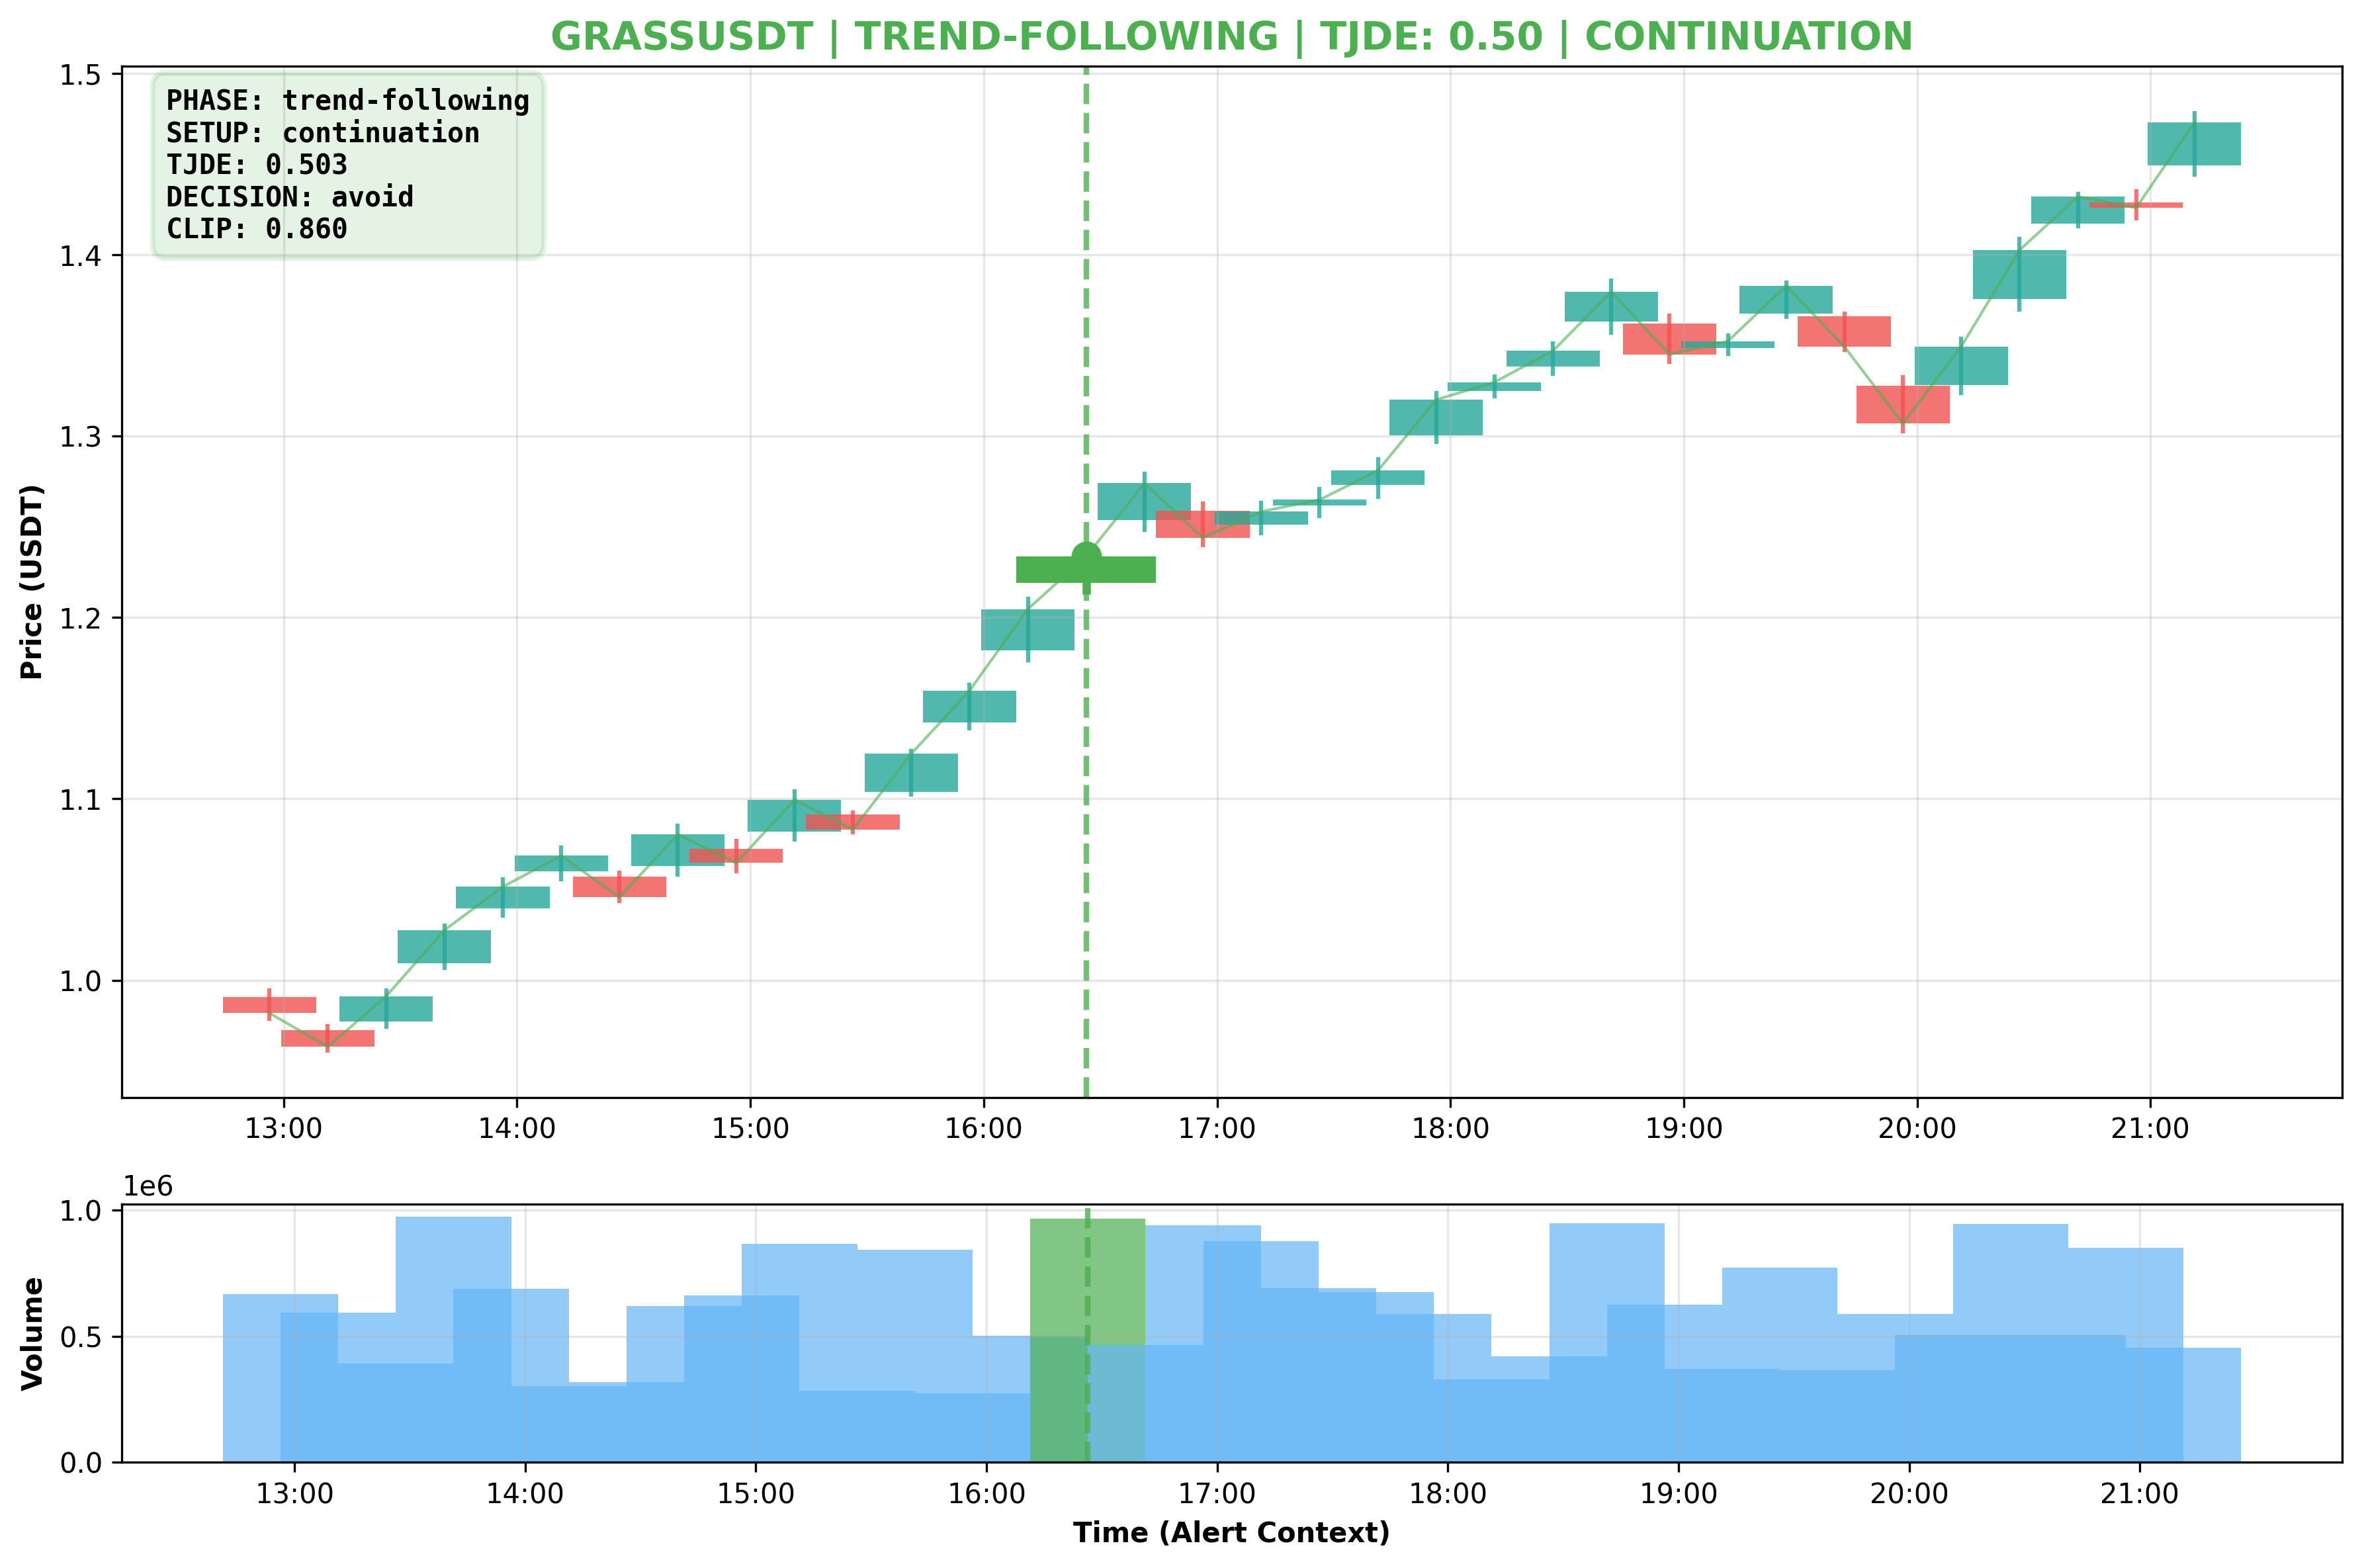 GRASSUSDT | TREND-FOLLOWING | TJDE: 0.50 | CONTINUATION
PHASE: trend-following
SETUP: continuation
TJDE: 0.503
DECISION: avoid
CLIP: 0.860
Price (USDT)
1.5
1.4
1.3
1.2
1.1
1.0
13:00 14:00 15:00 16:00 17:00 18:00 19:00 20:00 21:00
1e6
Volume
1.0
0.5
0.0
13:00 14:00 15:00 16:00 17:00 18:00 19:00 20:00 21:00
Time (Alert Context)